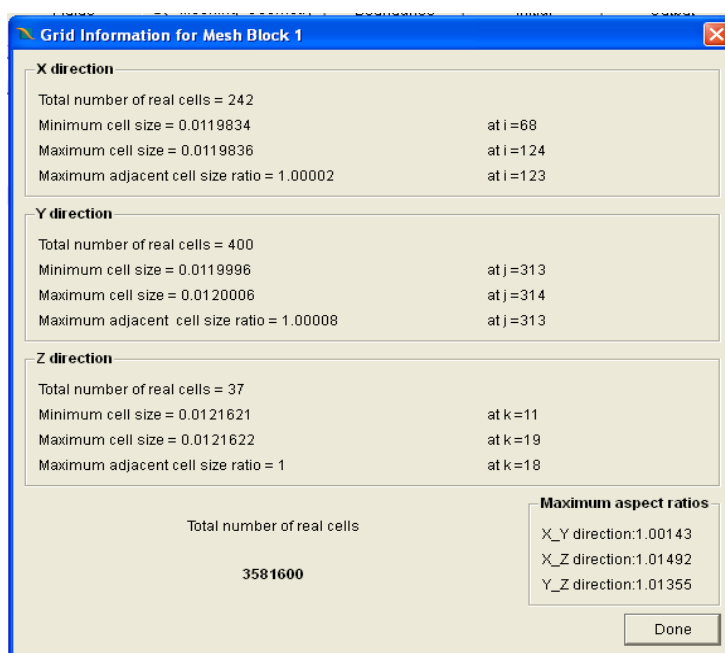 Grid Information for Mesh Block 1
X direction
Total number of real cells = 242
Minimum cell size = 0.0119834 at i =68
Maximum cell size = 0.0119836 at i =124
Maximum adjacent cell size ratio = 1.00002 at i =123
Y direction
Total number of real cells = 400
Minimum cell size = 0.0119996 at j =313
Maximum cell size = 0.0120006 at j =314
Maximum adjacent cell size ratio = 1.00008 at j =313
Z direction
Total number of real cells = 37
Minimum cell size = 0.0121621 at k =11
Maximum cell size = 0.0121622 at k =19
Maximum adjacent cell size ratio = 1 at k =18
Total number of real cells
3581600
Maximum aspect ratios
X_Y direction:1.00143
X_Z direction:1.01492
Y_Z direction:1.01355
Done